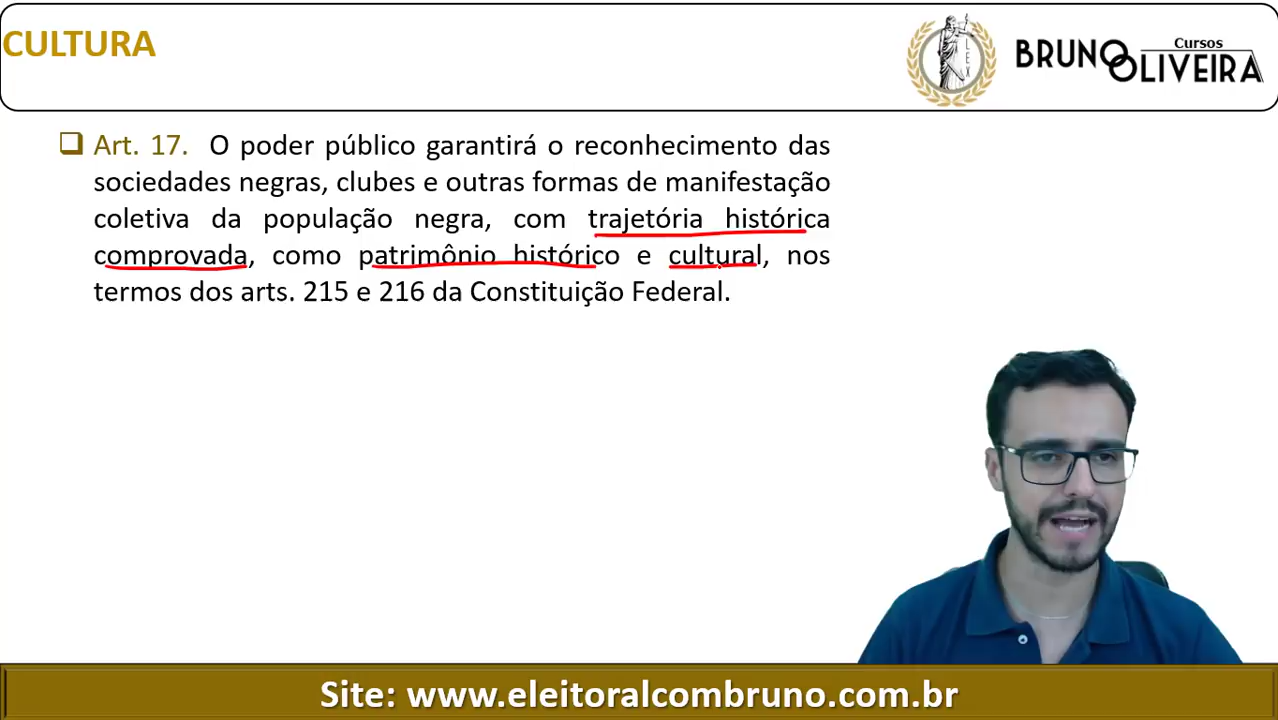 CULTURA
Cursos
BRUNO
OLIVEIRA
LEX
Art. 17. O poder público garantirá o reconhecimento das
sociedades negras, clubes e outras formas de manifestação
coletiva da população negra, com trajetória histórica
comprovada, como patrimônio histórico e cultural, nos
termos dos arts. 215 e 216 da Constituição Federal.
Site: www.eleitoralcombruno.com.br